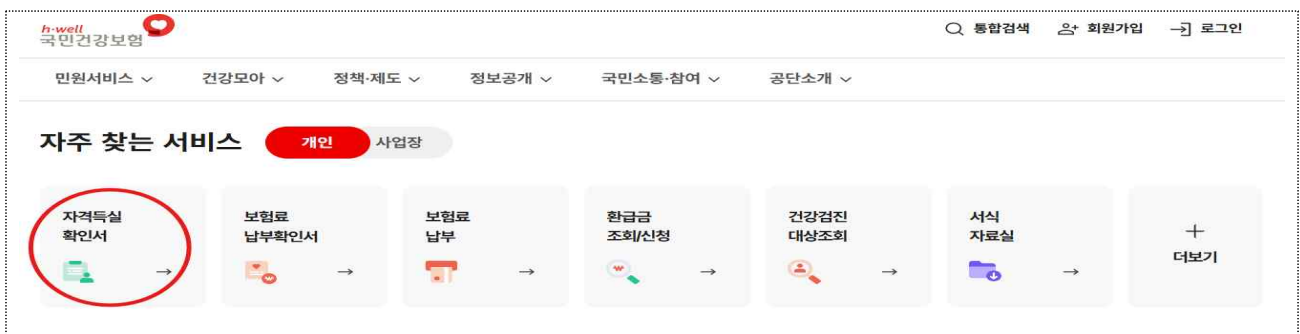 h·well
국민건강보험
통합검색 회원가입 로그인
민원서비스 건강모아 정책·제도 정보공개 국민소통·참여 공단소개
자주 찾는 서비스 개인 사업장
자격득실
확인서
보험료
납부확인서
보험료
납부
환급금
조회/신청
건강검진
대상조회
서식
자료실
더보기